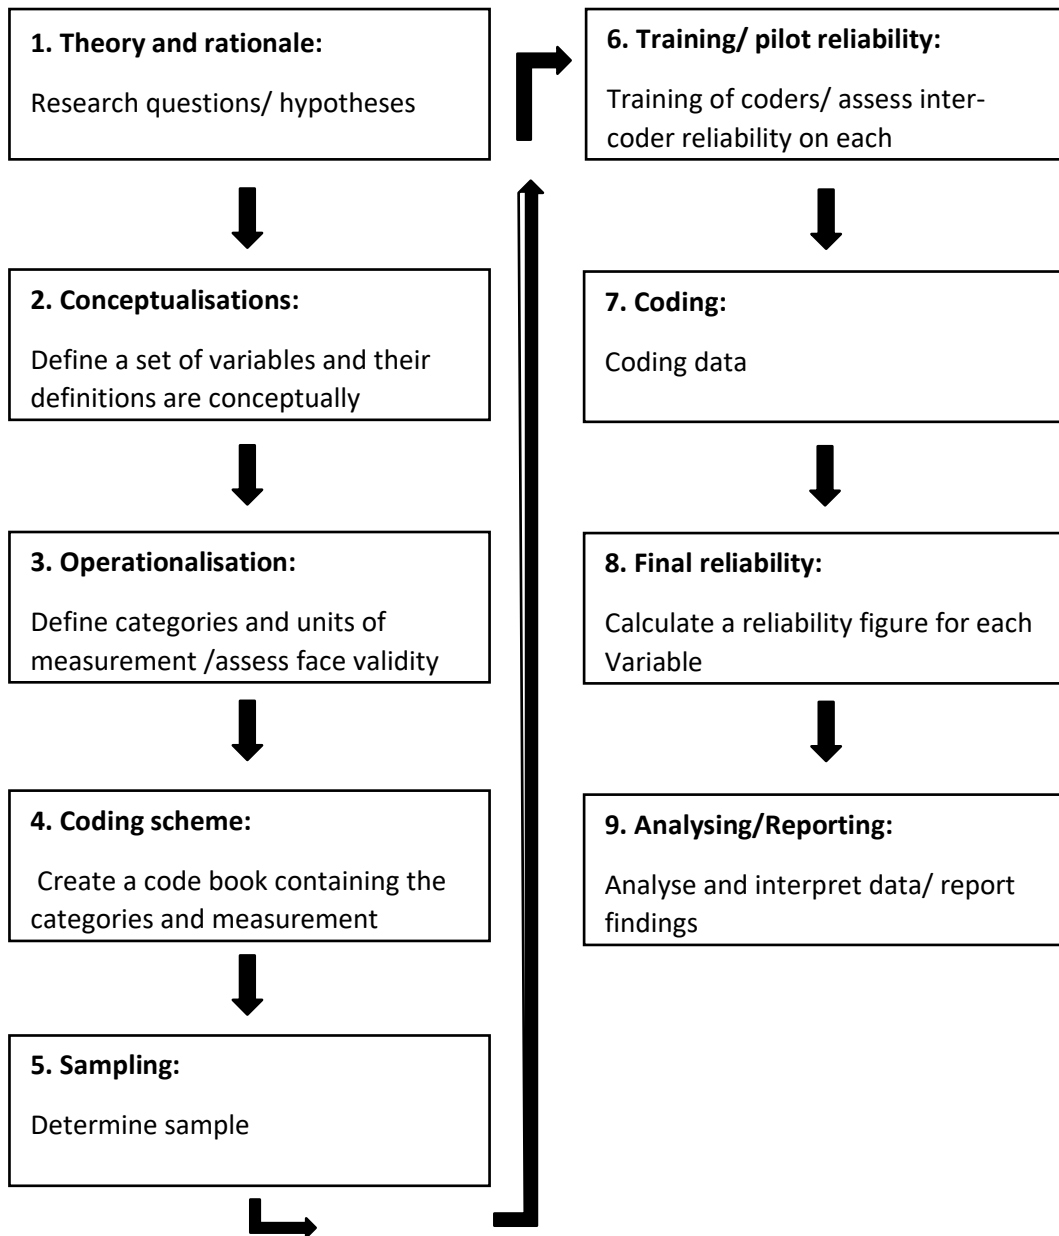 1. Theory and rationale:
Research questions/ hypotheses
2. Conceptualisations:
Define a set of variables and their
definitions are conceptually
3. Operationalisation:
Define categories and units of
measurement /assess face validity
4. Coding scheme:
Create a code book containing the
categories and measurement
5. Sampling:
Determine sample
6. Training/ pilot reliability:
Training of coders/ assess inter-
coder reliability on each
7. Coding:
Coding data
8. Final reliability:
Calculate a reliability figure for each
Variable
9. Analysing/Reporting:
Analyse and interpret data/ report
findings